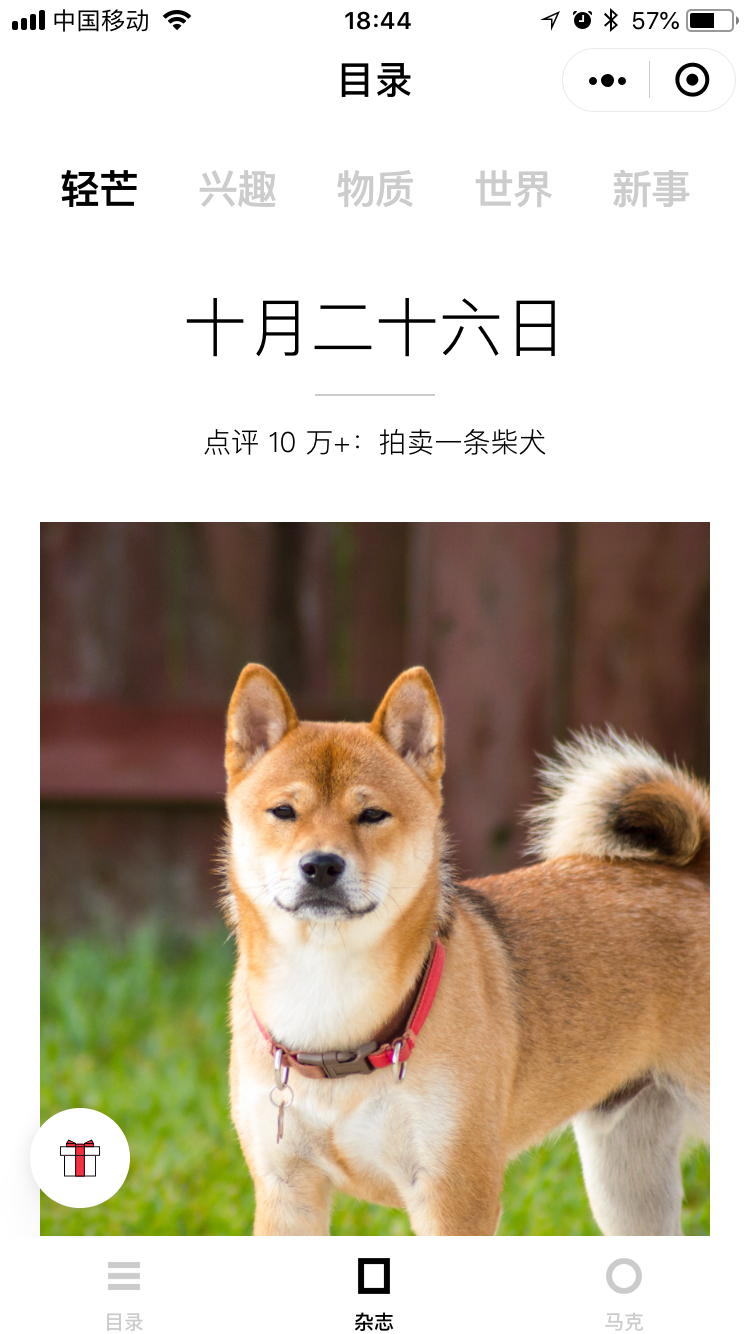 中国移动 18:44 57%
目录
轻芒 兴趣 物质 世界 新事
十月二十六日
点评 10 万+：拍卖一条柴犬
目录 杂志 马克